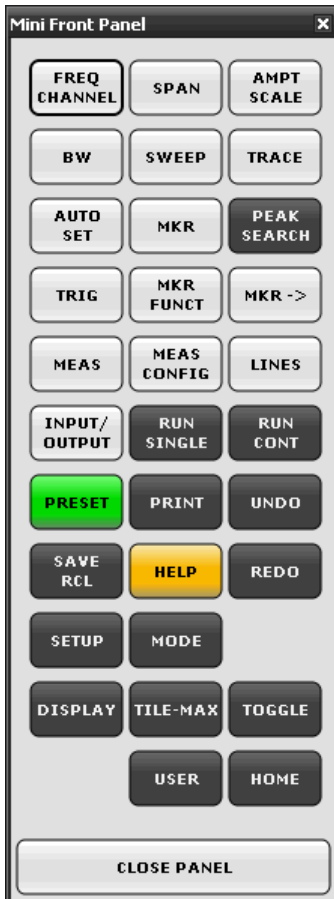 Mini Front Panel
FREQ CHANNEL
SPAN
AMPT SCALE
BW
SWEEP
TRACE
AUTO SET
MKR
PEAK SEARCH
TRIG
MKR FUNCT
MKR ->
MEAS
MEAS CONFIG
LINES
INPUT/ OUTPUT
RUN SINGLE
RUN CONT
PRESET
PRINT
UNDO
SAVE RCL
HELP
REDO
SETUP
MODE
DISPLAY
TILE-MAX
TOGGLE
USER
HOME
CLOSE PANEL